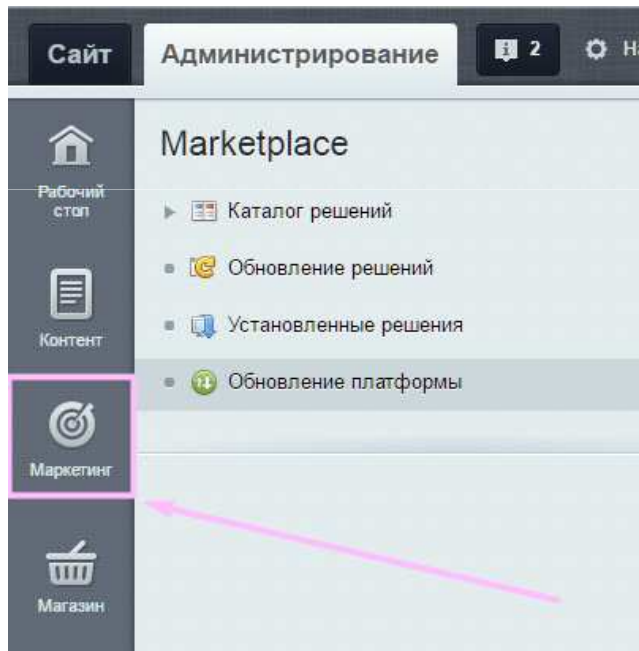 Сайт
Администрирование
2
Рабочий
стол
Контент
Маркетинг
Магазин
Marketplace
Каталог решений
Обновление решений
Установленные решения
Обновление платформы